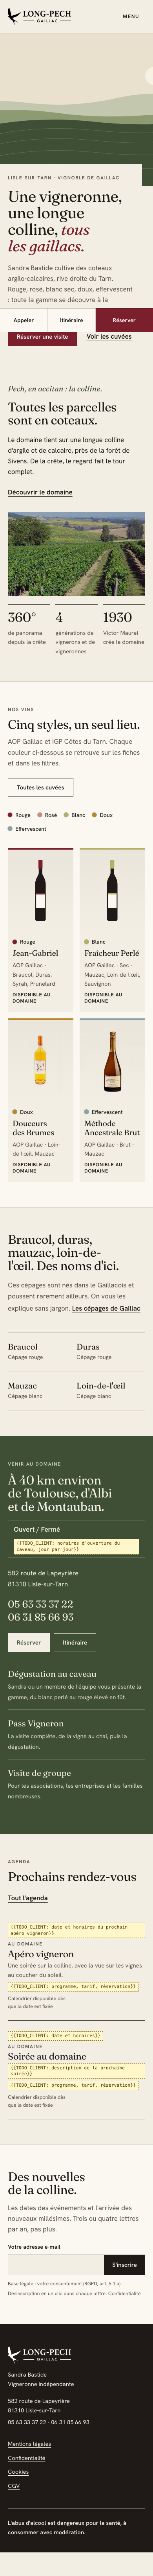 LONG-PECH
GAILLAC
MENU
LISLE-SUR-TARN · VIGNOBLE DE GAILLAC
Une vigneronne,
une longue
colline, tous
les gaillacs.
Sandra Bastide cultive des coteaux
argilo-calcaires, rive droite du Tarn.
Rouge, rosé, blanc sec, doux, effervescent
: toute la gamme se découvre à la
Appeler
Itinéraire
Réserver
Réserver une visite
Voir les cuvées
Pech, en occitan : la colline.
Toutes les parcelles
sont en coteaux.
Le domaine tient sur une longue colline
d'argile et de calcaire, près de la forêt de
Sivens. De la crête, le regard fait le tour
complet.
Découvrir le domaine
360°
de panorama
depuis la crête
4
générations de
vignerons et de
vigneronnes
1930
Victor Maurel
crée le domaine
NOS VINS
Cinq styles, un seul lieu.
AOP Gaillac et IGP Côtes du Tarn. Chaque
couleur ci-dessous se retrouve sur les fiches
et dans les filtres.
Toutes les cuvées
Rouge
Rosé
Blanc
Doux
Effervescent
Rouge
Jean-Gabriel
AOP Gaillac ·
Braucol, Duras,
Syrah, Prunelard
DISPONIBLE AU
DOMAINE
Blanc
Fraîcheur Perlé
AOP Gaillac · Sec ·
Mauzac, Loin-de-l'œil,
Sauvignon
DISPONIBLE AU
DOMAINE
Doux
Douceurs
des Brumes
AOP Gaillac · Loin-
de-l'œil, Mauzac
DISPONIBLE AU
DOMAINE
Effervescent
Méthode
Ancestrale Brut
AOP Gaillac · Brut ·
Mauzac
DISPONIBLE AU
DOMAINE
Braucol, duras,
mauzac, loin-de-
l'œil. Des noms d'ici.
Ces cépages sont nés dans le Gaillacois et
poussent rarement ailleurs. On vous les
explique sans jargon. Les cépages de Gaillac
Braucol
Cépage rouge
Duras
Cépage rouge
Mauzac
Cépage blanc
Loin-de-l'œil
Cépage blanc
VENIR AU DOMAINE
À 40 km environ
de Toulouse, d'Albi
et de Montauban.
Ouvert / Fermé
{{TODO_CLIENT: horaires d'ouverture du
caveau, jour par jour}}
582 route de Lapeyrière
81310 Lisle-sur-Tarn
05 63 33 37 22
06 31 85 66 93
Réserver
Itinéraire
Dégustation au caveau
Sandra ou un membre de l'équipe vous présente la
gamme, du blanc perlé au rouge élevé en fût.
Pass Vigneron
La visite complète, de la vigne au chai, puis la
dégustation.
Visite de groupe
Pour les associations, les entreprises et les familles
nombreuses.
AGENDA
Prochains rendez-vous
Tout l'agenda
{{TODO_CLIENT: date et horaires du prochain
apéro vigneron}}
AU DOMAINE
Apéro vigneron
Une soirée sur la colline, avec la vue sur les vignes
au coucher du soleil.
{{TODO_CLIENT: programme, tarif, réservation}}
Calendrier disponible dès
que la date est fixée
{{TODO_CLIENT: date et horaires}}
AU DOMAINE
Soirée au domaine
{{TODO_CLIENT: description de la prochaine
soirée}}
{{TODO_CLIENT: programme, tarif, réservation}}
Calendrier disponible dès
que la date est fixée
Des nouvelles
de la colline.
Les dates des événements et l'arrivée des
nouveaux millésimes. Trois ou quatre lettres
par an, pas plus.
Votre adresse e-mail
S'inscrire
Base légale : votre consentement (RGPD, art. 6.1.a).
Désinscription en un clic dans chaque lettre. Confidentialité
LONG-PECH
GAILLAC
Sandra Bastide
Vigneronne indépendante
582 route de Lapeyrière
81310 Lisle-sur-Tarn
05 63 33 37 22 · 06 31 85 66 93
Mentions légales
Confidentialité
Cookies
CGV
L'abus d'alcool est dangereux pour la santé, à
consommer avec modération.